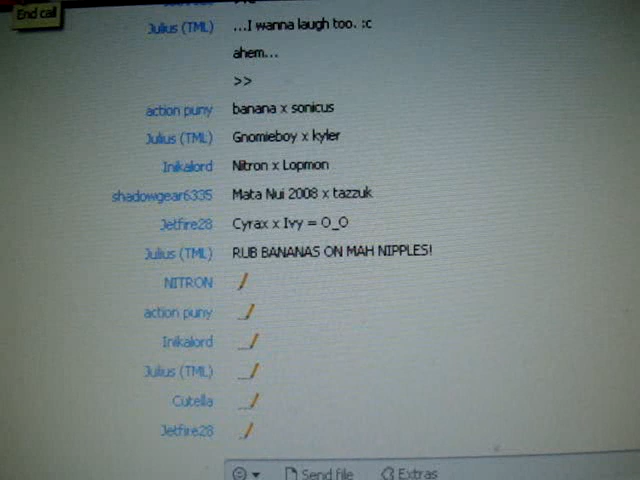 End call
Julius (TML) ...I wanna laugh too. :c
ahem...
>>
action puny banana x sonicus
Julius (TML) Gnomieboy x kyler
Inikalord Nitron x Lopmon
shadowgear6335 Mata Nui 2008 x tazzuk
Jetfire28 Cyrax x Ivy = O_O
Julius (TML) RUB BANANAS ON MAH NIPPLES!
NITRON
action puny
Inikalord
Julius (TML)
Cutella
Jetfire28
Send file Extras